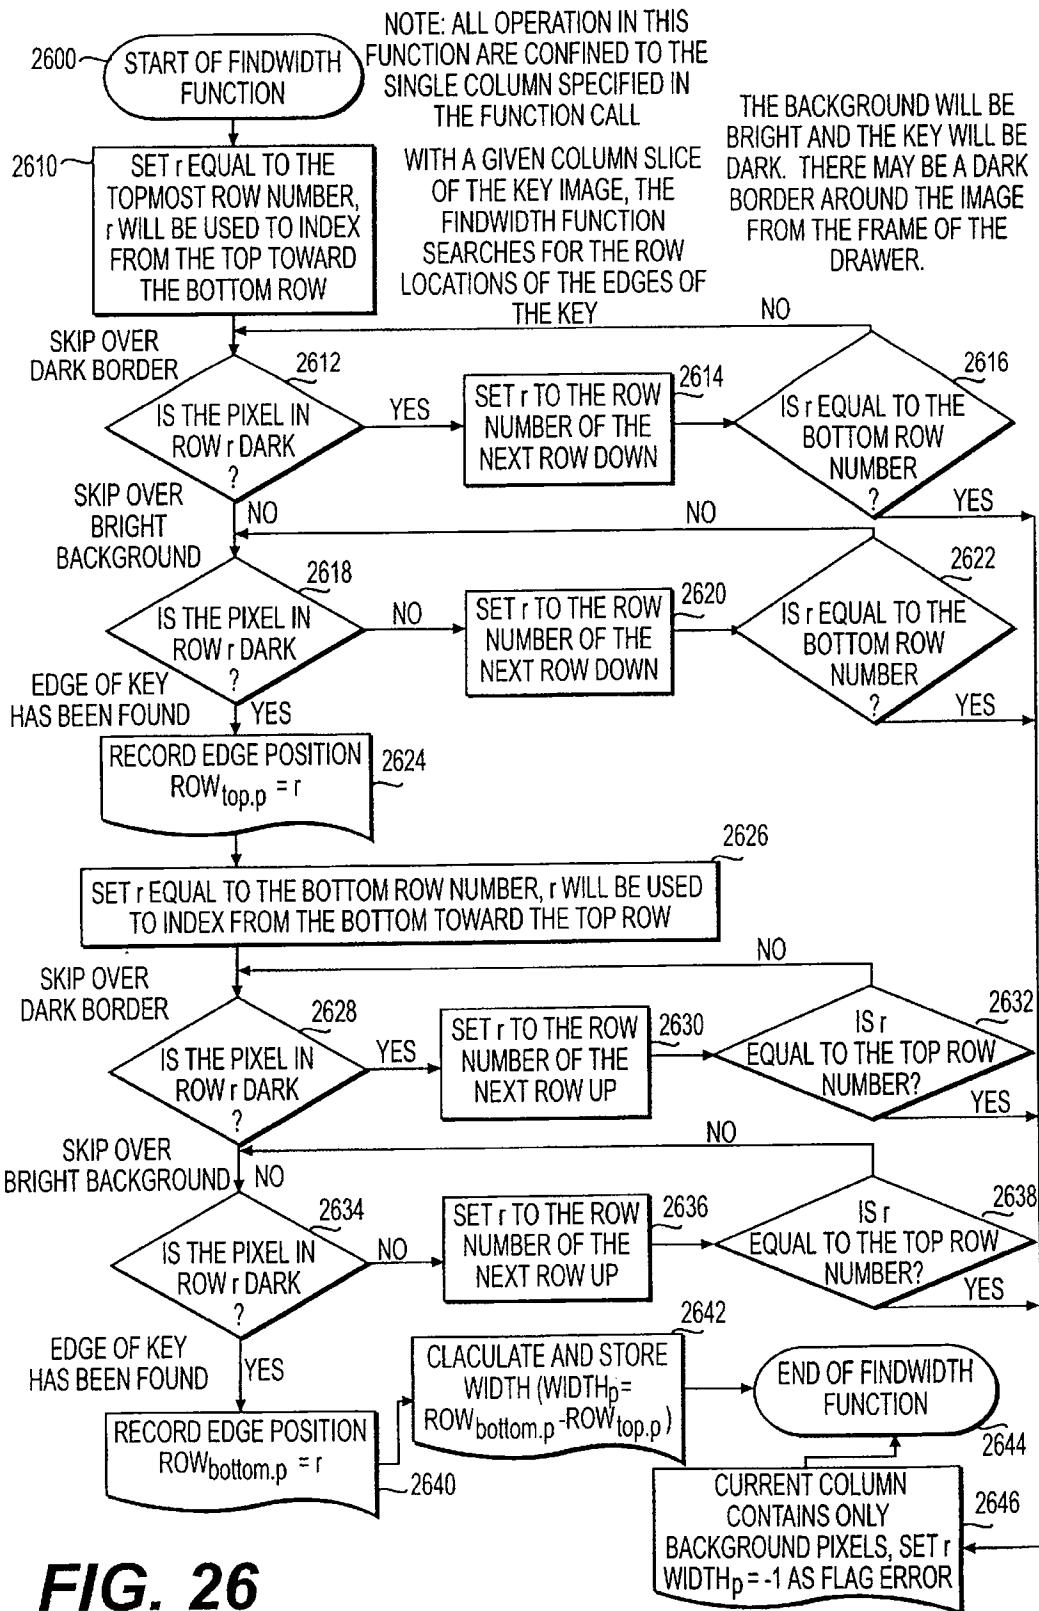 2600
START OF FINDWIDTH
FUNCTION
NOTE: ALL OPERATION IN THIS
FUNCTION ARE CONFINED TO THE
SINGLE COLUMN SPECIFIED IN
THE FUNCTION CALL
WITH A GIVEN COLUMN SLICE
OF THE KEY IMAGE, THE
FINDWIDTH FUNCTION
SEARCHES FOR THE ROW
LOCATIONS OF THE EDGES OF
THE KEY
THE BACKGROUND WILL BE
BRIGHT AND THE KEY WILL BE
DARK. THERE MAY BE A DARK
BORDER AROUND THE IMAGE
FROM THE FRAME OF THE
DRAWER.
2610
SET r EQUAL TO THE
TOPMOST ROW NUMBER,
r WILL BE USED TO INDEX
FROM THE TOP TOWARD
THE BOTTOM ROW
NO
SKIP OVER
DARK BORDER
2612
IS THE PIXEL IN
ROW r DARK
?
YES
2614
SET r TO THE ROW
NUMBER OF THE
NEXT ROW DOWN
2616
IS r EQUAL TO THE
BOTTOM ROW
NUMBER
?
YES
SKIP OVER
BRIGHT
BACKGROUND
NO
NO
2618
IS THE PIXEL IN
ROW r DARK
?
NO
2620
SET r TO THE ROW
NUMBER OF THE
NEXT ROW DOWN
2622
IS r EQUAL TO THE
BOTTOM ROW
NUMBER
?
YES
EDGE OF KEY
HAS BEEN FOUND
YES
RECORD EDGE POSITION
ROWtop.p = r
2624
2626
SET r EQUAL TO THE BOTTOM ROW NUMBER, r WILL BE USED
TO INDEX FROM THE BOTTOM TOWARD THE TOP ROW
NO
SKIP OVER
DARK BORDER
2628
IS THE PIXEL IN
ROW r DARK
?
YES
2630
SET r TO THE ROW
NUMBER OF THE
NEXT ROW UP
2632
IS r
EQUAL TO THE TOP ROW
NUMBER?
YES
SKIP OVER
BRIGHT BACKGROUND
NO
NO
2634
IS THE PIXEL IN
ROW r DARK
?
NO
2636
SET r TO THE ROW
NUMBER OF THE
NEXT ROW UP
2638
IS r
EQUAL TO THE TOP ROW
NUMBER?
YES
EDGE OF KEY
HAS BEEN FOUND
YES
RECORD EDGE POSITION
ROWbottom.p = r
2640
2642
CLACULATE AND STORE
WIDTH (WIDTHp=
ROWbottom.p-ROWtop.p)
END OF FINDWIDTH
FUNCTION
2644
CURRENT COLUMN
CONTAINS ONLY
BACKGROUND PIXELS, SET r
WIDTHp = -1 AS FLAG ERROR
2646
FIG. 26